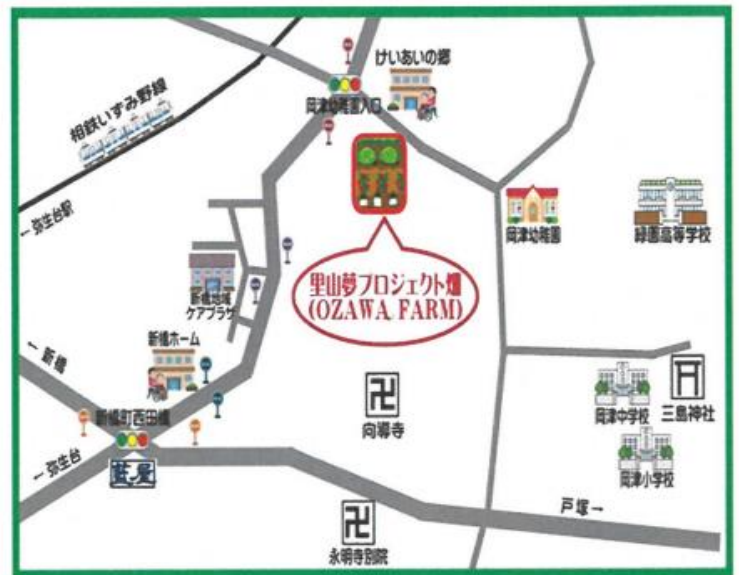 けいあいの郷
岡津幼稚園入口
相鉄いずみ野線
←弥生台駅
岡津幼稚園
緑園高等学校
里山夢プロジェクト畑
(OZAWA FARM)
新橋地域
ケアプラザ
新橋ホーム
←新橋
新橋町西田橋
←弥生台
藍屋
卍
向導寺
岡津中学校
三島神社
岡津小学校
戸塚→
卍
永明寺別院